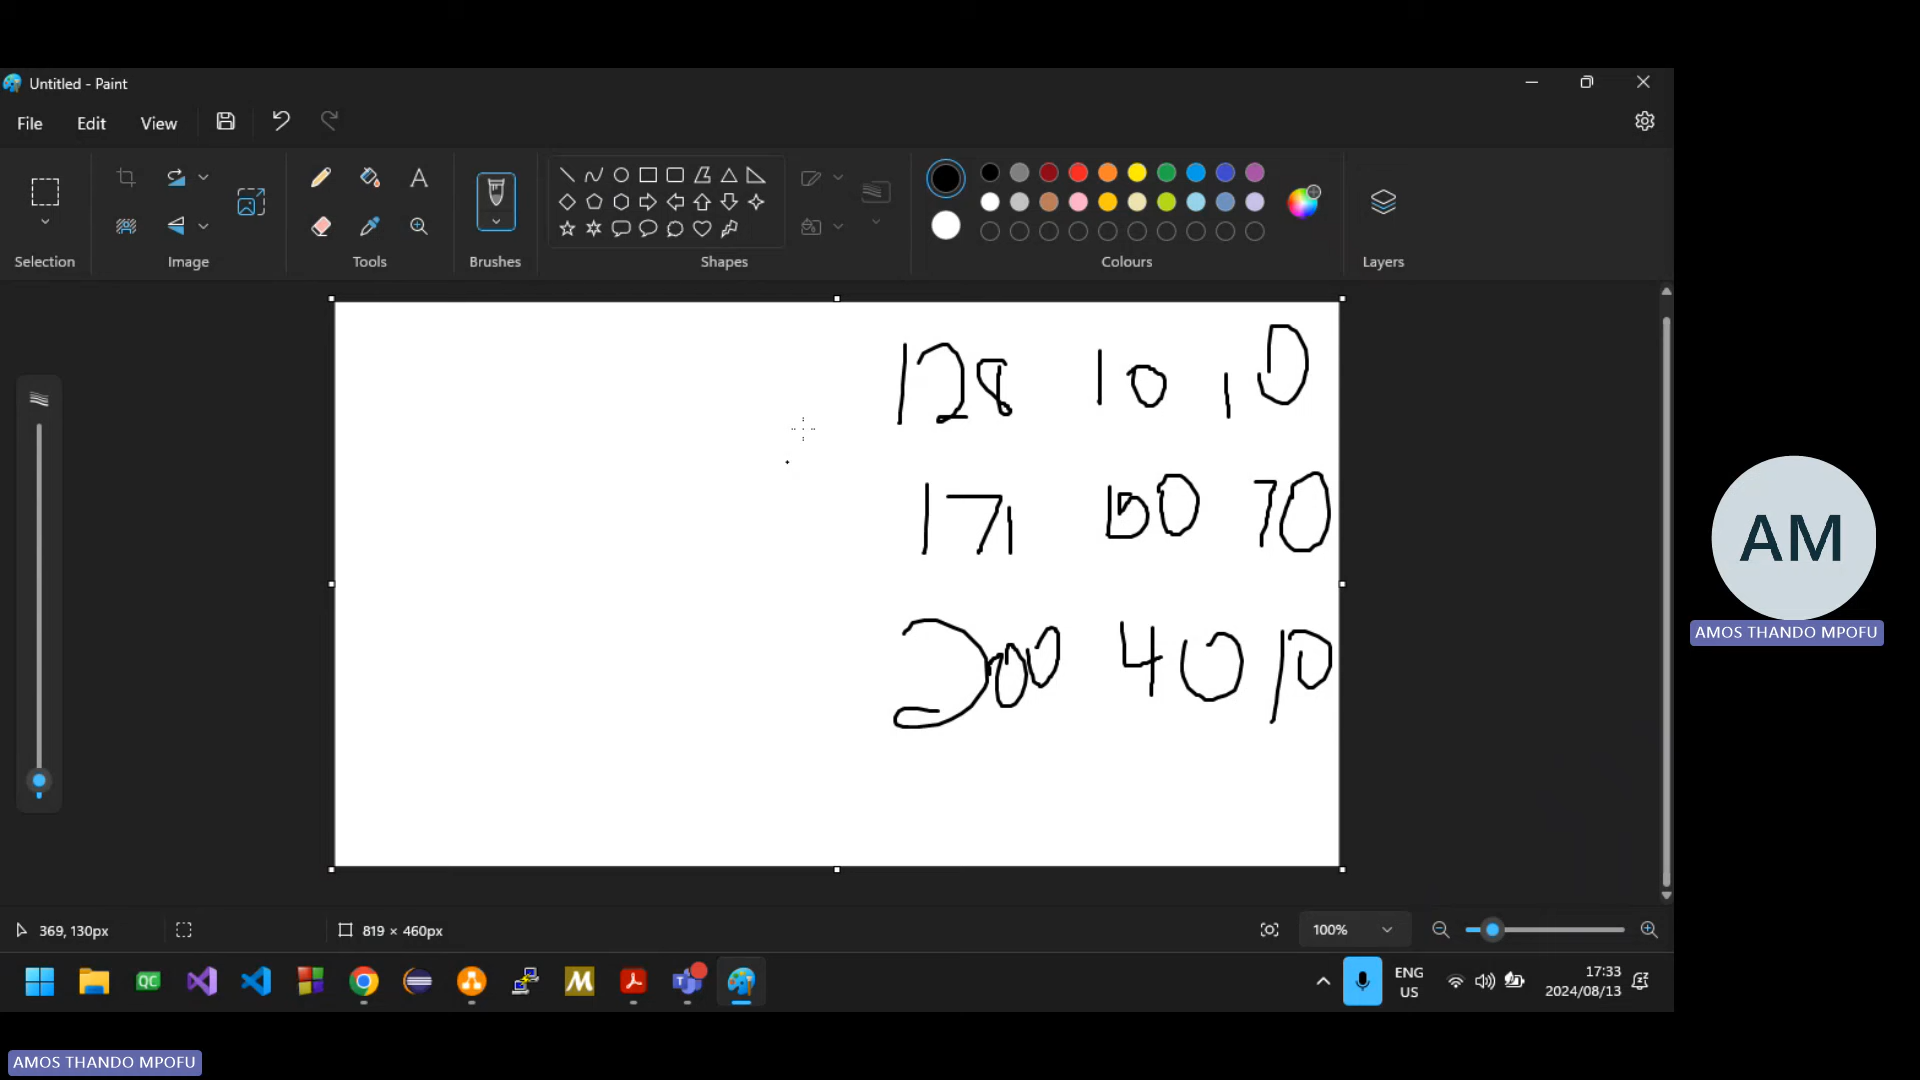 Untitled - Paint
File Edit View
Selection Image Tools Brushes Shapes Colours Layers
128 10 10
171 100 70
200 40 10
AM
AMOS THANDO MPOFU
369, 130px 819 × 460px 100%
QC M ENG US 17:33 2024/08/13
AMOS THANDO MPOFU